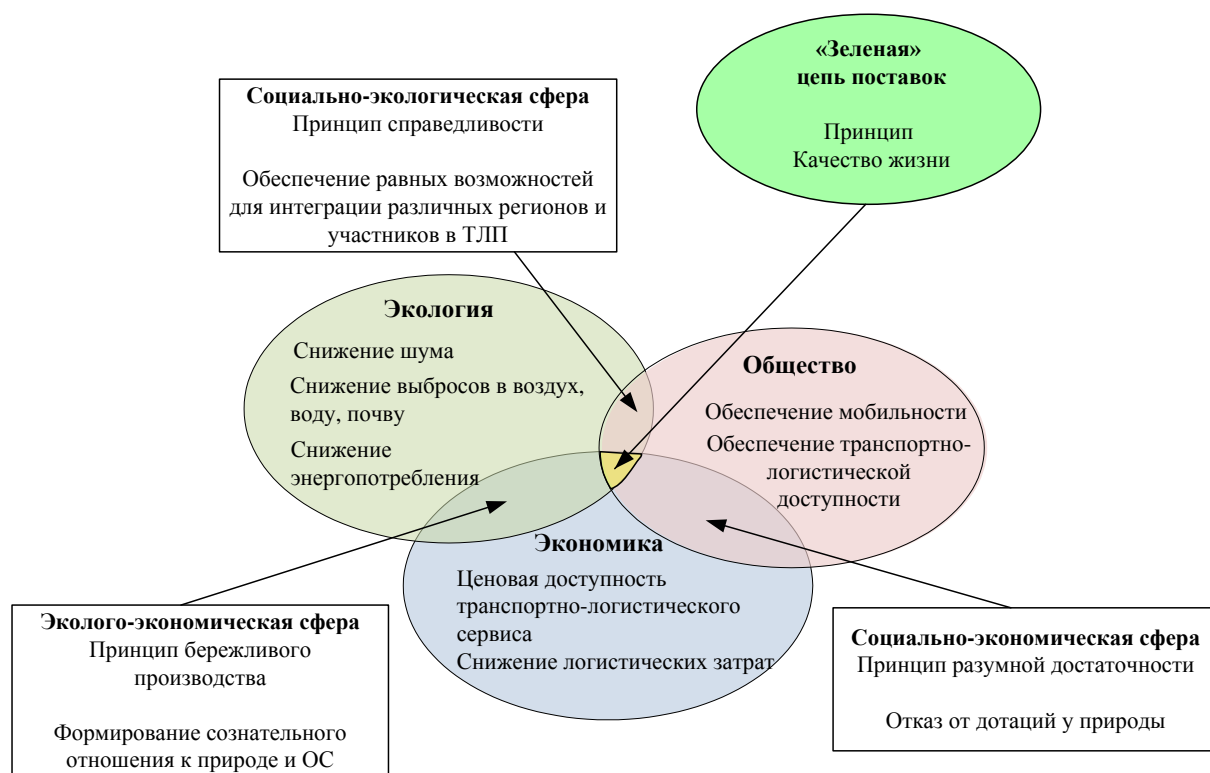 «Зеленая»
цепь поставок
Принцип
Качество жизни
Социально-экологическая сфера
Принцип справедливости
Обеспечение равных возможностей
для интеграции различных регионов и
участников в ТЛП
Экология
Снижение шума
Снижение выбросов в воздух,
воду, почву
Снижение
энергопотребления
Общество
Обеспечение мобильности
Обеспечение транспортно-
логистической
доступности
Экономика
Ценовая доступность
транспортно-логистического
сервиса
Снижение логистических затрат
Эколого-экономическая сфера
Принцип бережливого
производства
Формирование сознательного
отношения к природе и ОС
Социально-экономическая сфера
Принцип разумной достаточности
Отказ от дотаций у природы